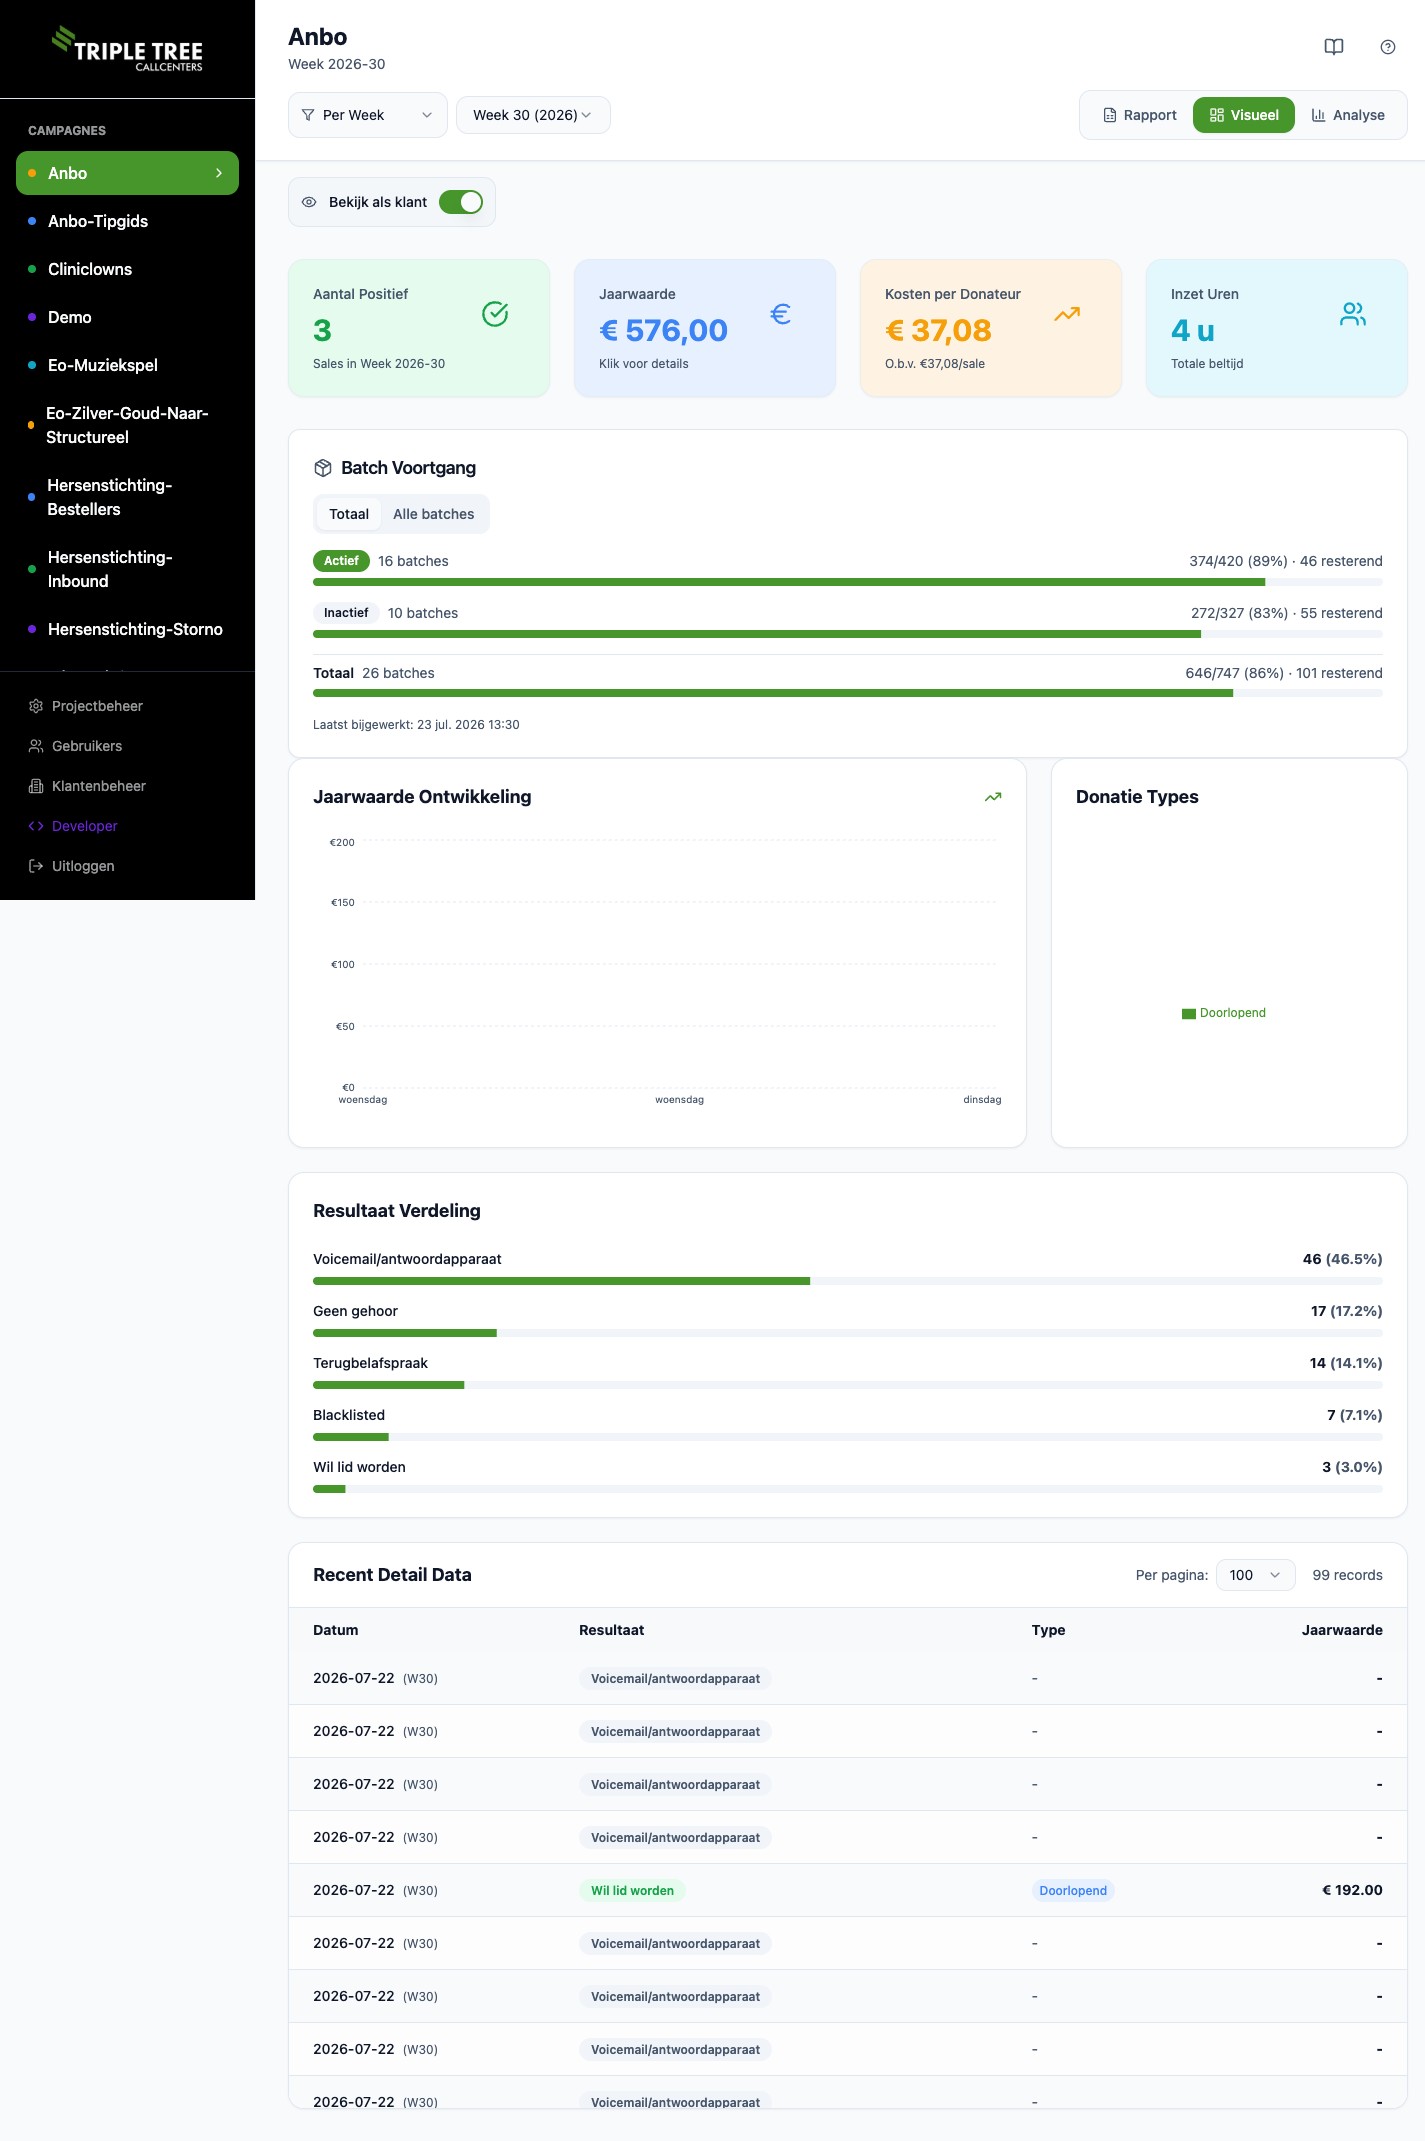 TRIPLE TREE
CALLCENTERS
CAMPAGNES
Anbo
Anbo-Tipgids
Cliniclowns
Demo
Eo-Muziekspel
Eo-Zilver-Goud-Naar-
Structureel
Hersenstichting-
Bestellers
Hersenstichting-
Inbound
Hersenstichting-Storno
Projectbeheer
Gebruikers
Klantenbeheer
Developer
Uitloggen
Anbo
Week 2026-30
Per Week
Week 30 (2026)
Rapport
Visueel
Analyse
Bekijk als klant
Aantal Positief
3
Sales in Week 2026-30
Jaarwaarde
€ 576,00
Klik voor details
Kosten per Donateur
€ 37,08
O.b.v. €37,08/sale
Inzet Uren
4 u
Totale beltijd
Batch Voortgang
Totaal Alle batches
Actief 16 batches 374/420 (89%) · 46 resterend
Inactief 10 batches 272/327 (83%) · 55 resterend
Totaal 26 batches 646/747 (86%) · 101 resterend
Laatst bijgewerkt: 23 jul. 2026 13:30
Jaarwaarde Ontwikkeling
€200
€150
€100
€50
€0
woensdag woensdag dinsdag
Donatie Types
Doorlopend
Resultaat Verdeling
Voicemail/antwoordapparaat 46 (46.5%)
Geen gehoor 17 (17.2%)
Terugbelafspraak 14 (14.1%)
Blacklisted 7 (7.1%)
Wil lid worden 3 (3.0%)
Recent Detail Data Per pagina: 100 99 records
Datum Resultaat Type Jaarwaarde
2026-07-22 (W30) Voicemail/antwoordapparaat - -
2026-07-22 (W30) Voicemail/antwoordapparaat - -
2026-07-22 (W30) Voicemail/antwoordapparaat - -
2026-07-22 (W30) Voicemail/antwoordapparaat - -
2026-07-22 (W30) Wil lid worden Doorlopend € 192.00
2026-07-22 (W30) Voicemail/antwoordapparaat - -
2026-07-22 (W30) Voicemail/antwoordapparaat - -
2026-07-22 (W30) Voicemail/antwoordapparaat - -
2026-07-22 (W30) Voicemail/antwoordapparaat - -